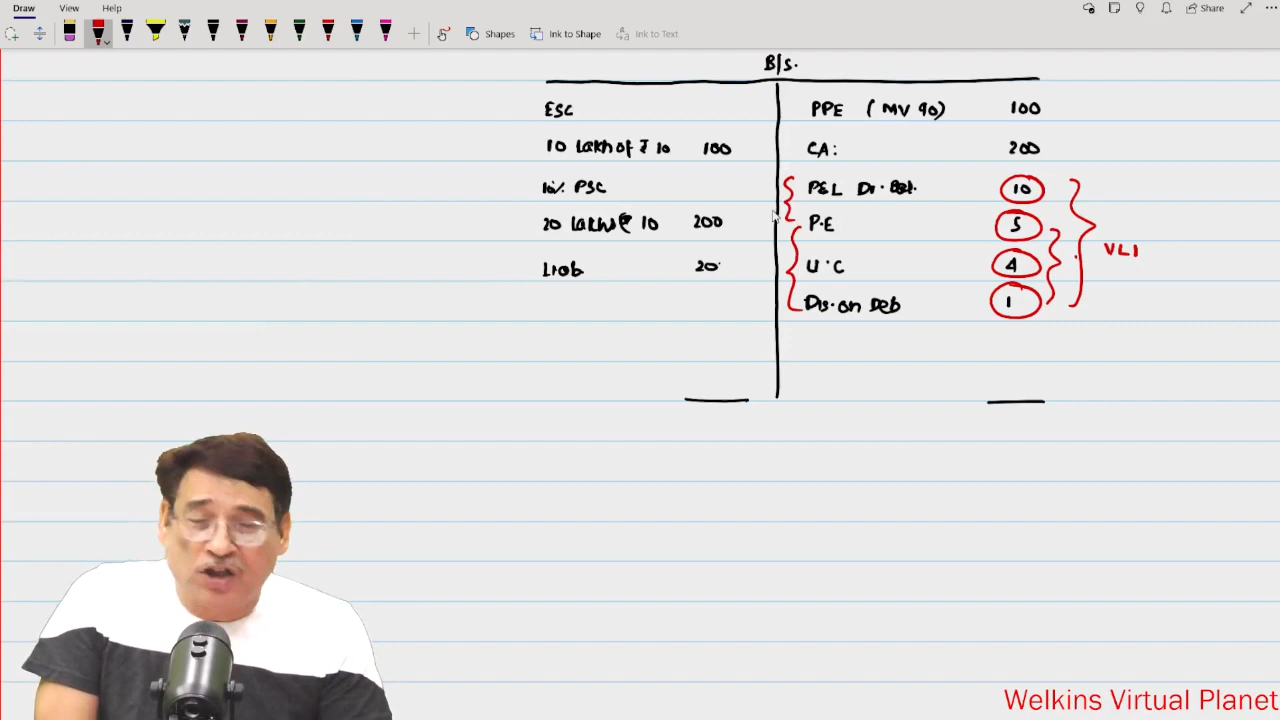 Draw View Help
Share
Shapes Ink to Shape Ink to Text
B/S.
ESC
10 Lakh of ₹ 10 100
10% PSC
20 Lakhs @ 10 200
Liab 20
PPE (MV 90) 100
CA: 200
P&L Dr. Bal. 10
P.E 5
U.C 4
Dis. on Deb 1
Welkins Virtual Planet